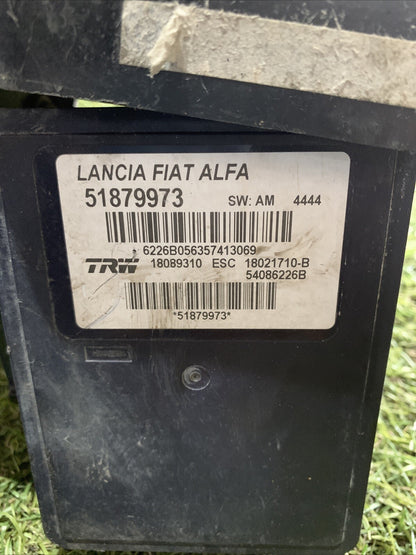 LANCIA FIAT ALFA
51879973 SW: AM 4444
* 6226B056357413069
TRW 18089310 ESC 18021710-B
54086226B
*51879973*